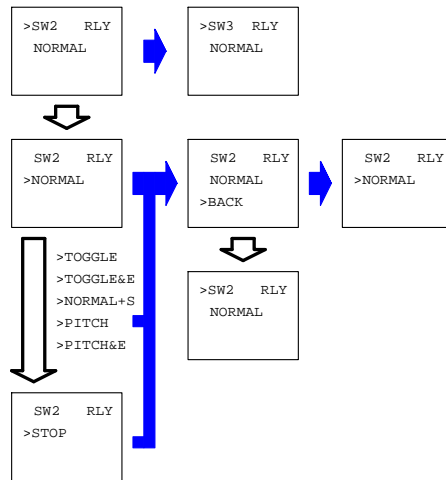 >SW2 RLY
NORMAL
>SW3 RLY
NORMAL
SW2 RLY
>NORMAL
SW2 RLY
NORMAL
>BACK
SW2 RLY
>NORMAL
>TOGGLE
>TOGGLE&E
>NORMAL+S
>PITCH
>PITCH&E
>SW2 RLY
NORMAL
SW2 RLY
>STOP